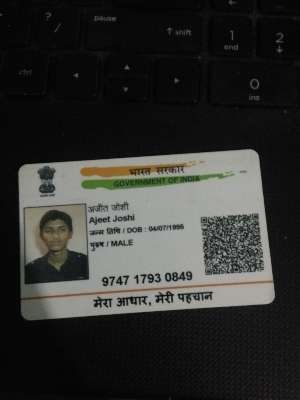 ? pause ⇧ shift 1 2
/ end
ctrl 0
ins
भारत सरकार
GOVERNMENT OF INDIA
अजीत जोशी
Ajeet Joshi
जन्म तिथि / DOB : 04/07/1996
पुरुष / MALE
9747 1793 0849
मेरा आधार, मेरी पहचान